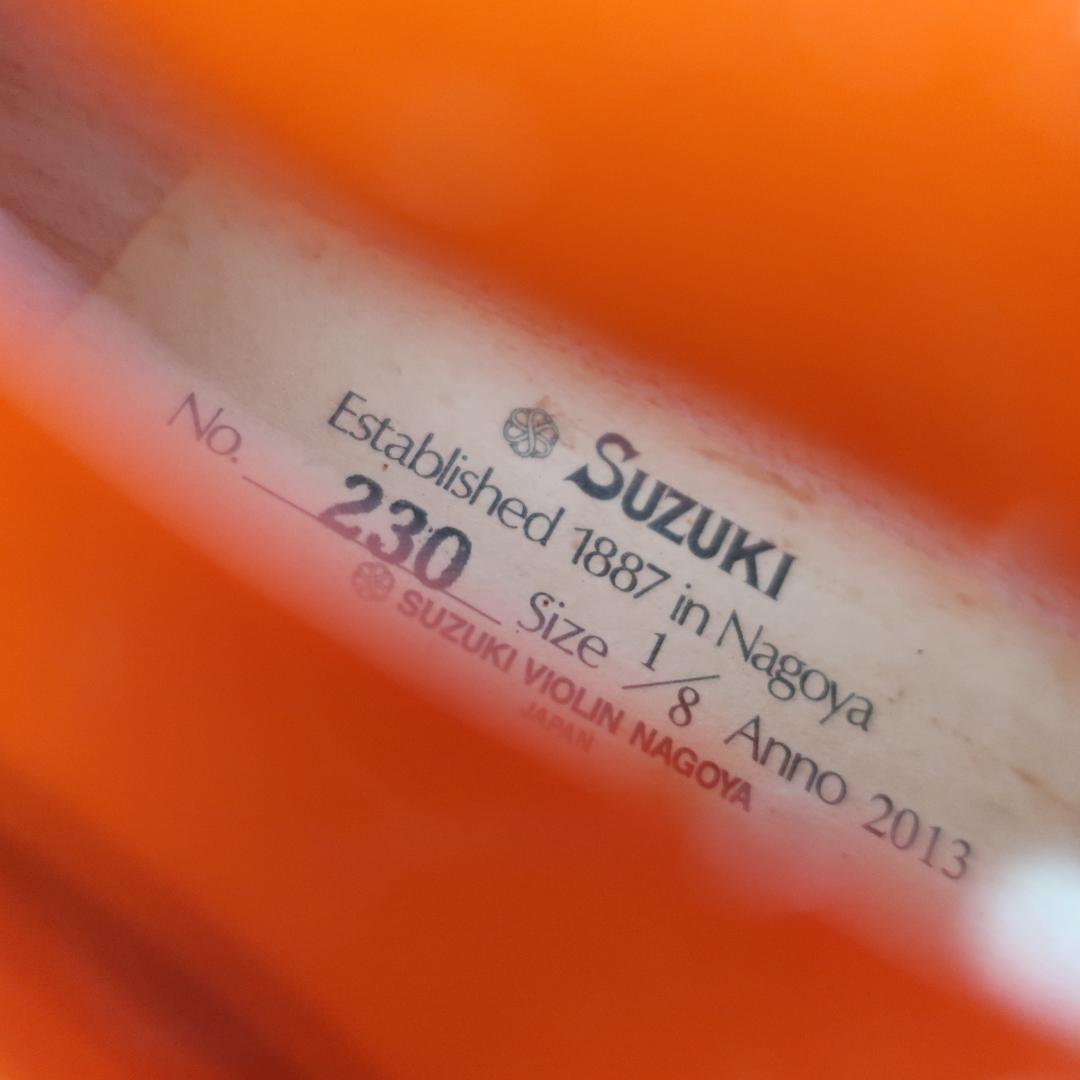 SUZUKI
Established 1887 in Nagoya
No. 230 Size 1/8 Anno 2013
SUZUKI VIOLIN NAGOYA
JAPAN